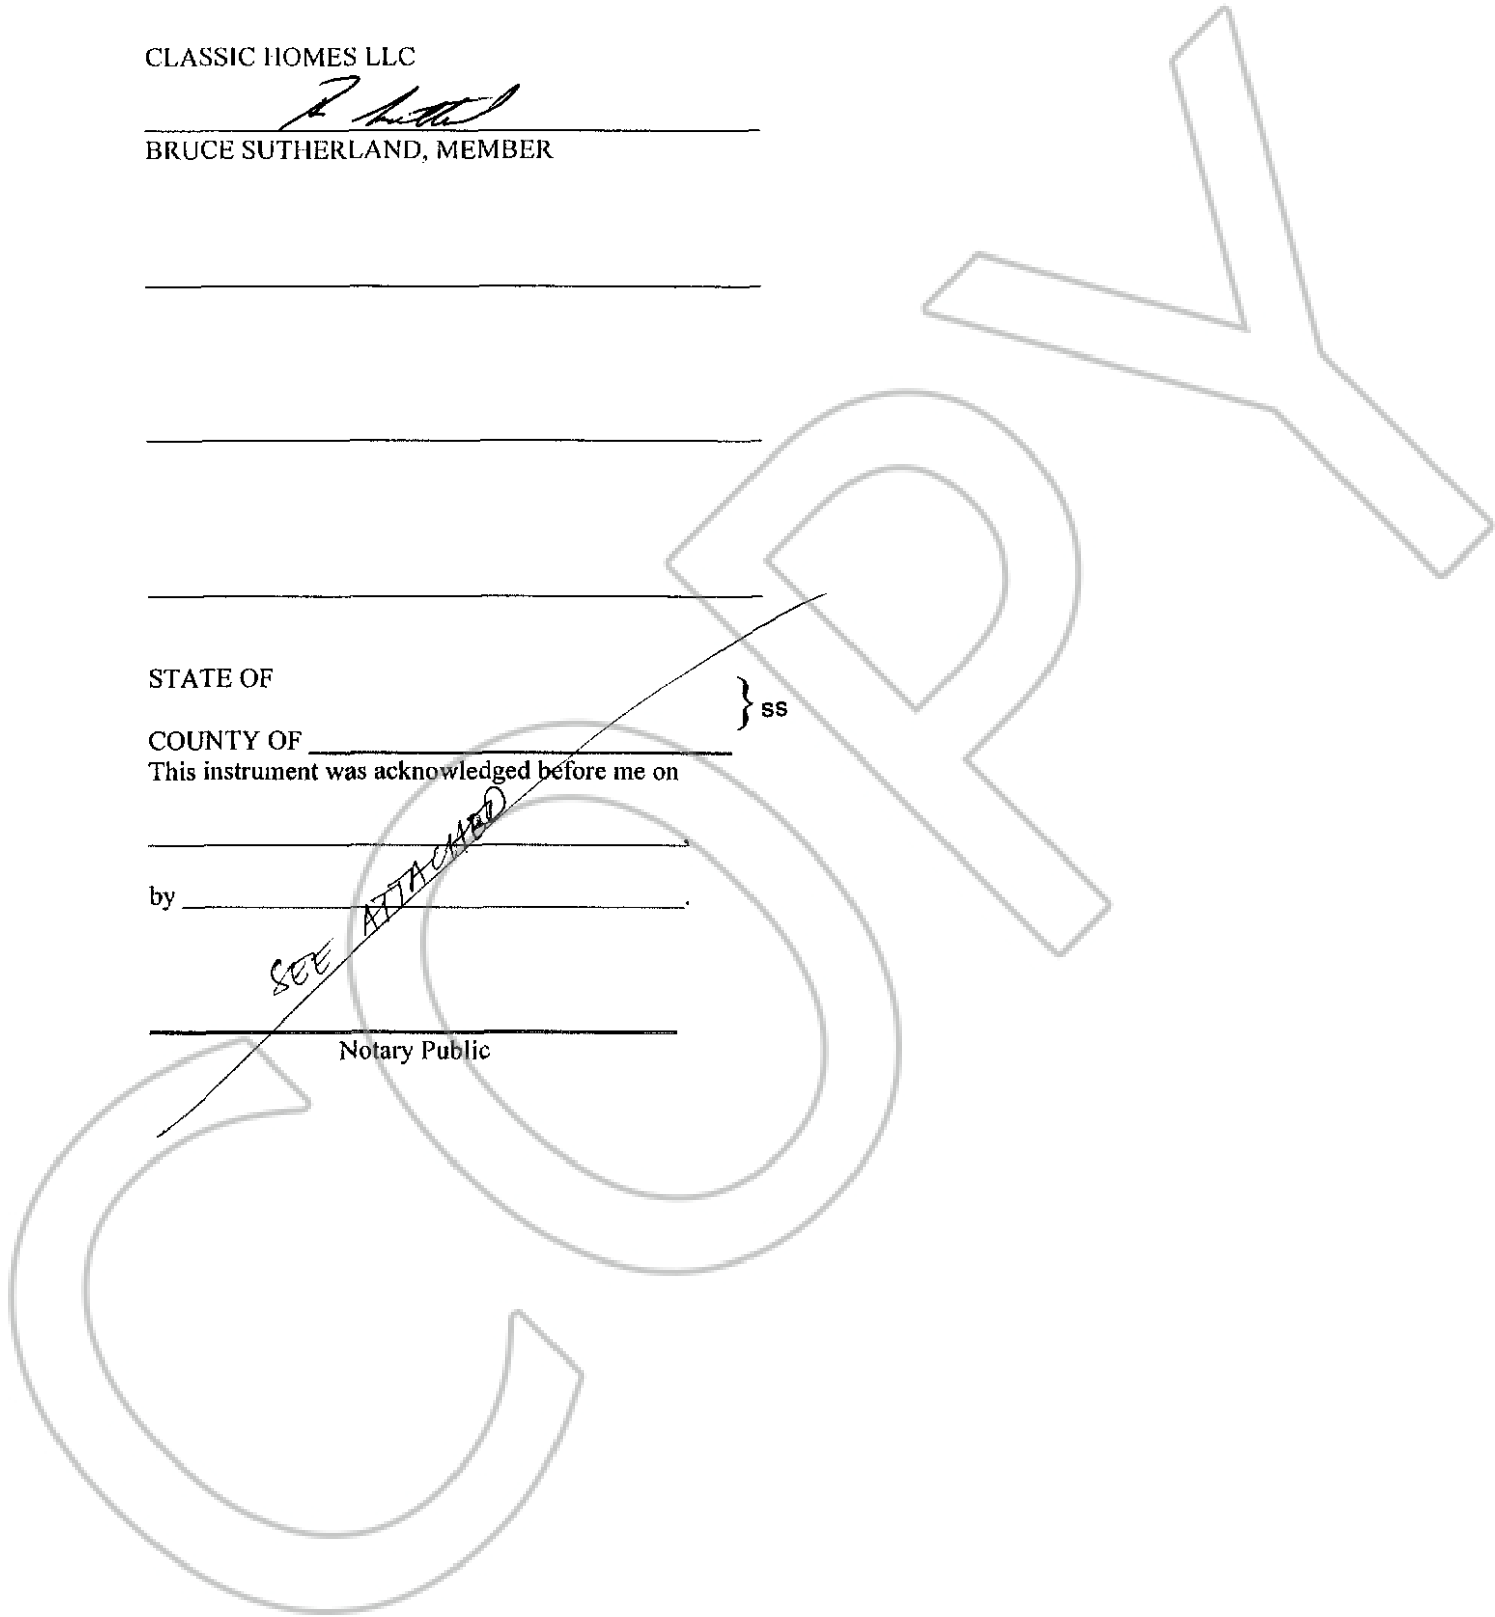 CLASSIC HOMES LLC
BRUCE SUTHERLAND, MEMBER
STATE OF
} ss
COUNTY OF
This instrument was acknowledged before me on
,
by .
SEE ATTACHED
Notary Public
COPY